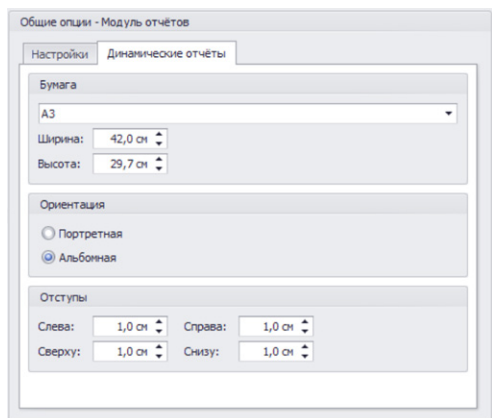 Общие опции - Модуль отчётов
Настройки Динамические отчёты
Бумага
A3
Ширина: 42,0 см
Высота: 29,7 см
Ориентация
Портретная
Альбомная
Отступы
Слева: 1,0 см Справа: 1,0 см
Сверху: 1,0 см Снизу: 1,0 см